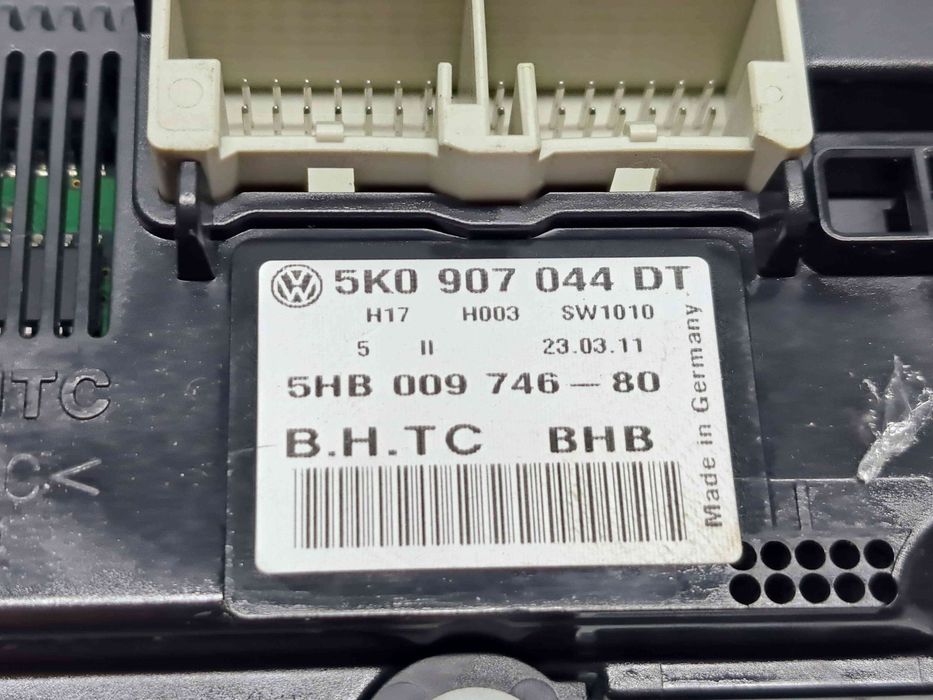 5K0 907 044 DT
H17 H003 SW1010
5 II 23.03.11
5HB 009 746-80
B.H.TC BHB
Made in Germany